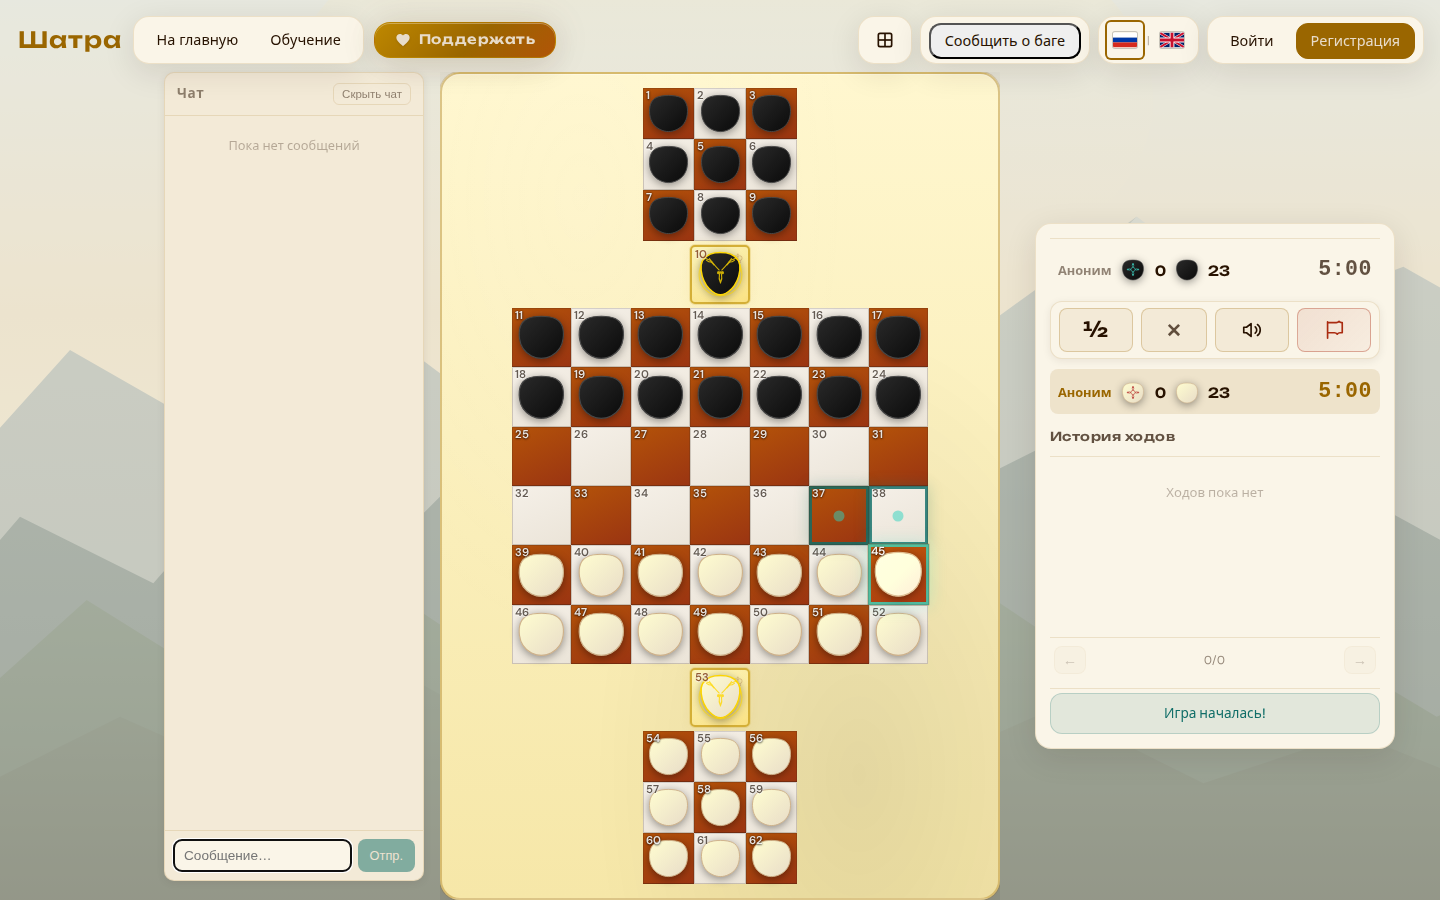 Шатра
На главную
Обучение
Поддержать
Сообщить о баге
Войти
Регистрация
Чат
Скрыть чат
Пока нет сообщений
Сообщение...
Отпр.
1 2 3
4 5 6
7 8 9
10
11 12 13 14 15 16 17
18 19 20 21 22 23 24
25 26 27 28 29 30 31
32 33 34 35 36 37 38
39 40 41 42 43 44 45
46 47 48 49 50 51 52
53
54 55 56
57 58 59
60 61 62
Аноним 0 23 5:00
½ ✕
Аноним 0 23 5:00
История ходов
Ходов пока нет
← 0/0 →
Игра началась!